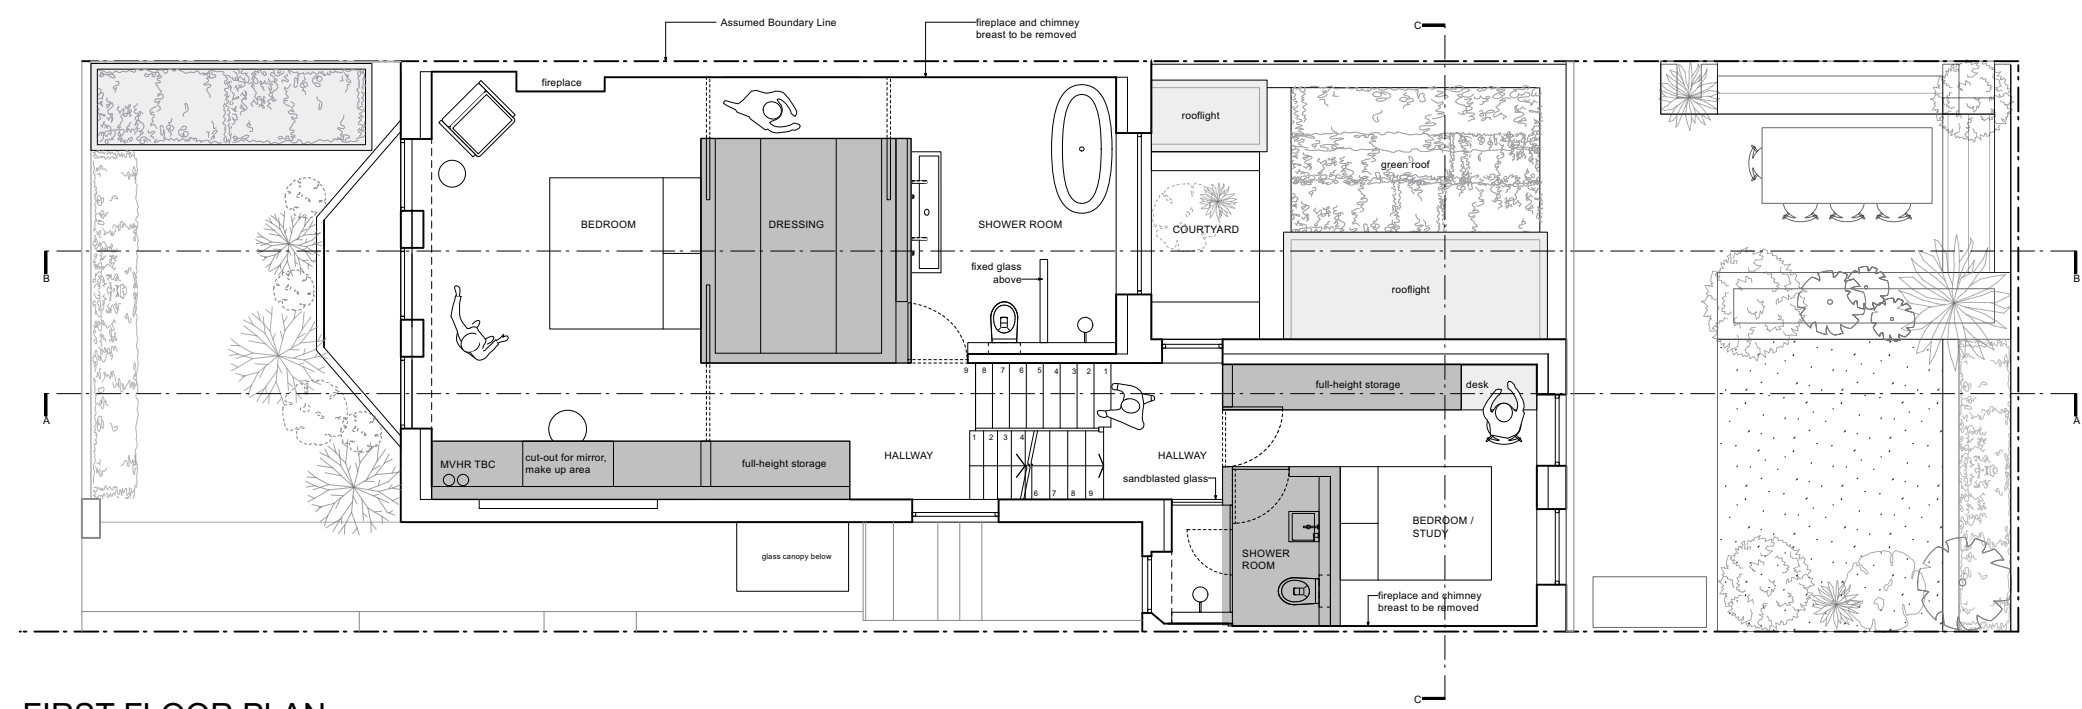 C
Assumed Boundary Line
fireplace and chimney
breast to be removed
fireplace
rooflight
green roof
BEDROOM
DRESSING
SHOWER ROOM
COURTYARD
fixed glass
above
rooflight
B
B
9 8 7 6 5 4 3 2 1
full-height storage
desk
A
A
1 2 3 4
MVHR TBC
cut-out for mirror,
make up area
full-height storage
HALLWAY
HALLWAY
sandblasted glass
6 7 8 9
BEDROOM /
STUDY
SHOWER
ROOM
glass canopy below
fireplace and chimney
breast to be removed
C
FIRST FLOOR PLAN